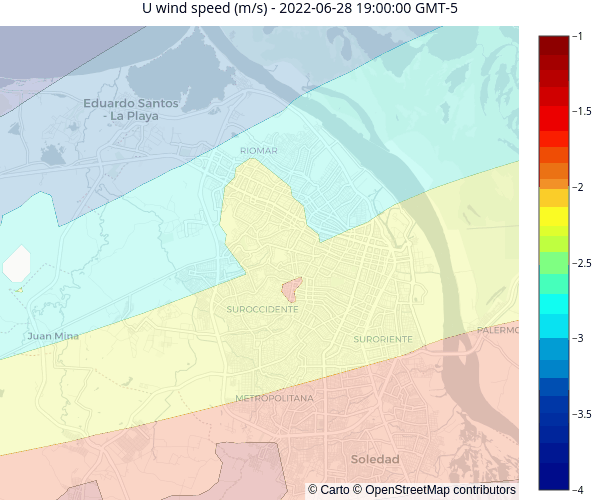 U wind speed (m/s) - 2022-06-28 19:00:00 GMT-5
−1
Eduardo Santos
- La Playa
−1.5
RIOMAR
−2
−2.5
SUROCCIDENTE
Juan Mina
SURORIENTE
PALERMO
−3
METROPOLITANA
−3.5
Soledad
© Carto © OpenStreetMap contributors
−4